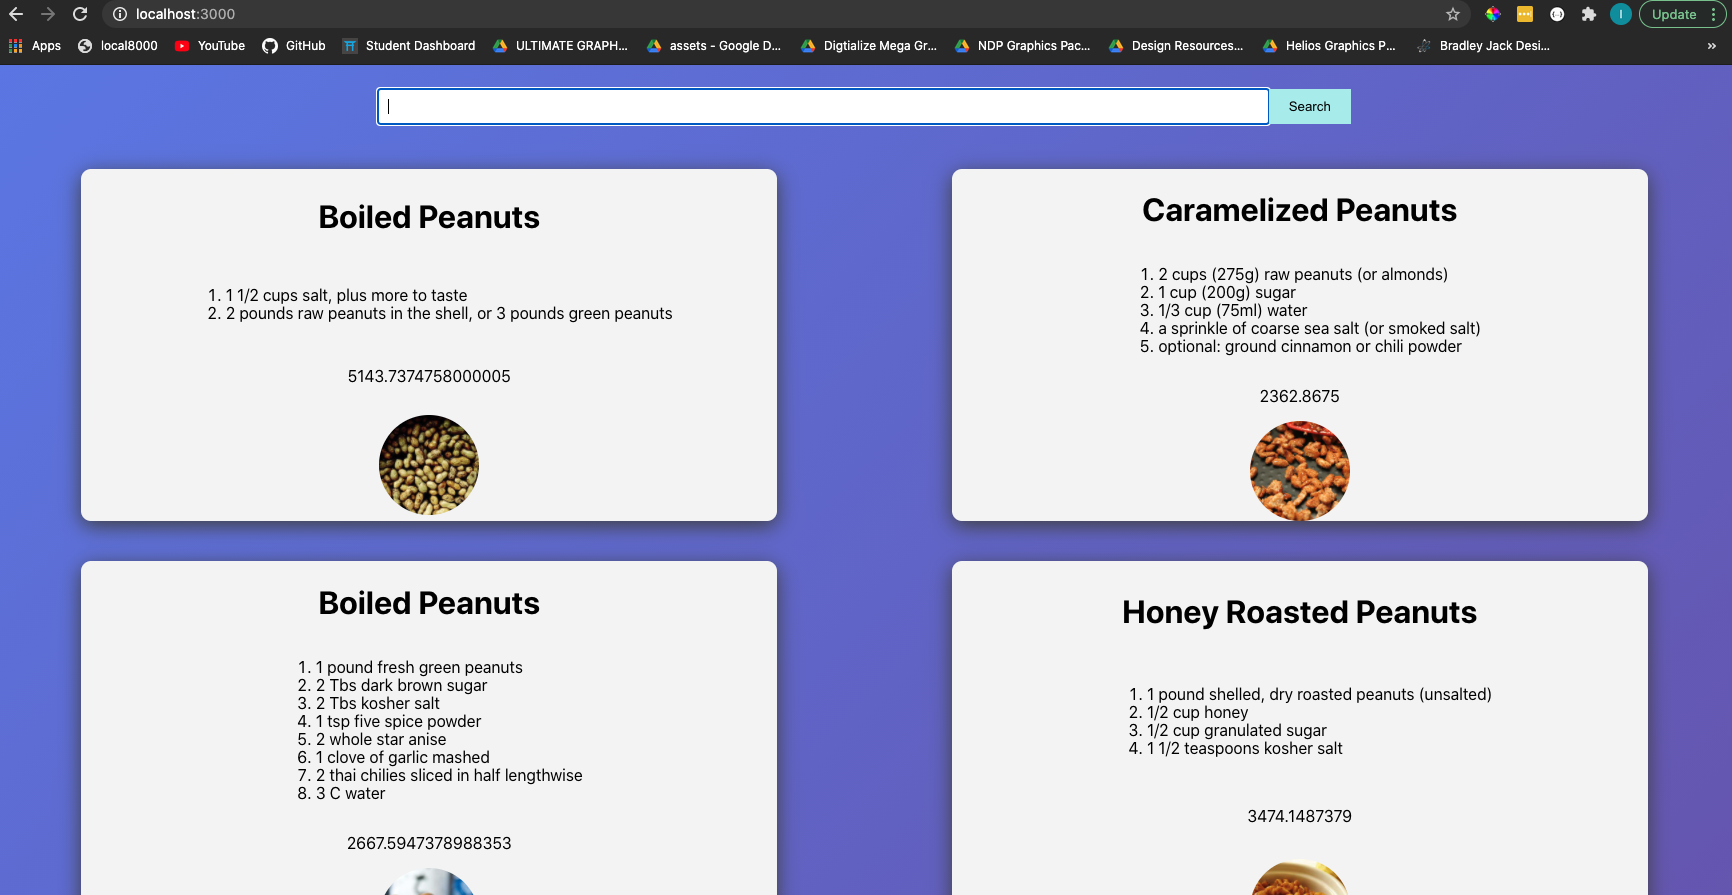 localhost:3000
Update
Apps
local8000
YouTube
GitHub
Student Dashboard
ULTIMATE GRAPH...
assets - Google D...
Digtialize Mega Gr...
NDP Graphics Pac...
Design Resources...
Helios Graphics P...
Bradley Jack Desi...
»
Search
Boiled Peanuts
1. 1 1/2 cups salt, plus more to taste
2. 2 pounds raw peanuts in the shell, or 3 pounds green peanuts
5143.7374758000005
Caramelized Peanuts
1. 2 cups (275g) raw peanuts (or almonds)
2. 1 cup (200g) sugar
3. 1/3 cup (75ml) water
4. a sprinkle of coarse sea salt (or smoked salt)
5. optional: ground cinnamon or chili powder
2362.8675
Boiled Peanuts
1. 1 pound fresh green peanuts
2. 2 Tbs dark brown sugar
3. 2 Tbs kosher salt
4. 1 tsp five spice powder
5. 2 whole star anise
6. 1 clove of garlic mashed
7. 2 thai chilies sliced in half lengthwise
8. 3 C water
2667.5947378988353
Honey Roasted Peanuts
1. 1 pound shelled, dry roasted peanuts (unsalted)
2. 1/2 cup honey
3. 1/2 cup granulated sugar
4. 1 1/2 teaspoons kosher salt
3474.1487379